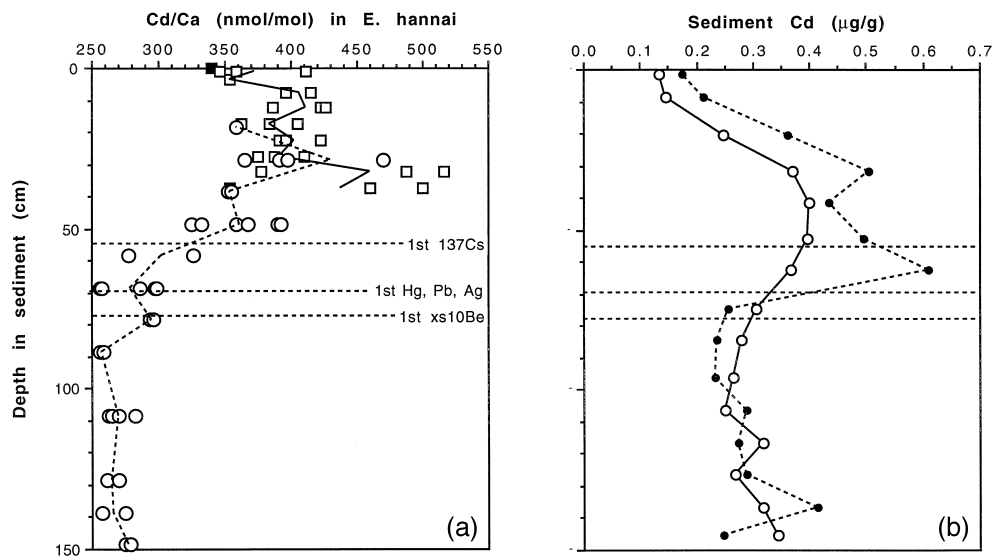 Cd/Ca (nmol/mol) in E. hannai
250 300 350 400 450 500 550
0
50
100
150
Depth in sediment (cm)
1st 137Cs
1st Hg, Pb, Ag
1st xs10Be
(a)
Sediment Cd (µg/g)
0.0 0.1 0.2 0.3 0.4 0.5 0.6 0.7
(b)